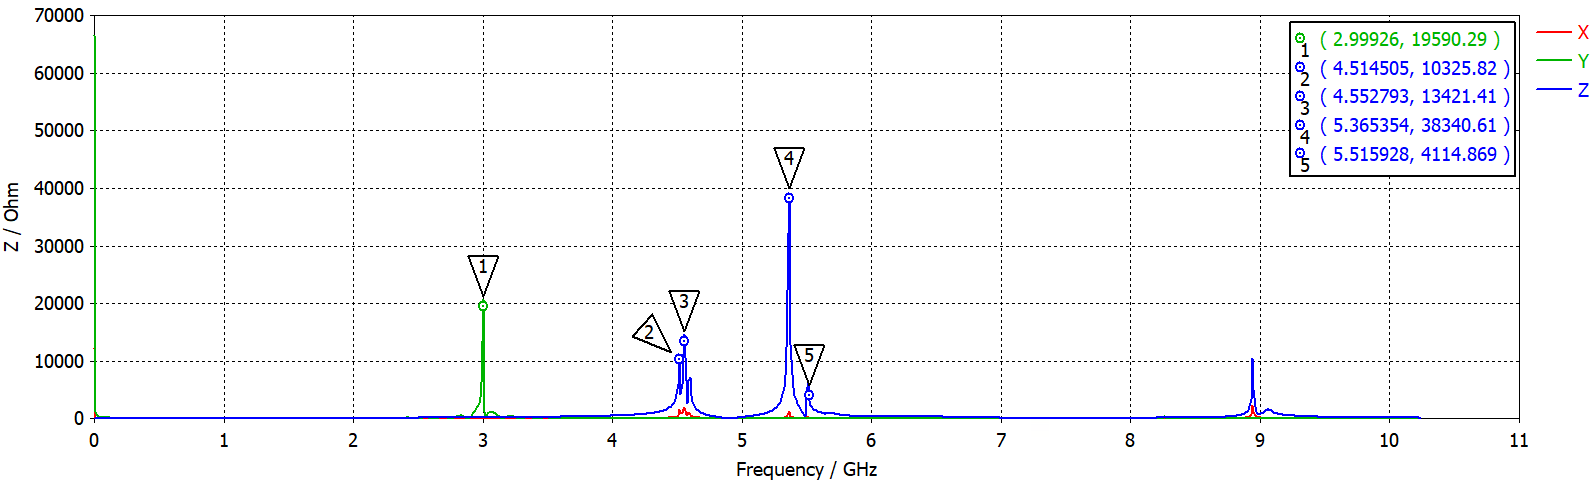 70000
60000
50000
40000
30000
20000
10000
0
Z / Ohm
0 1 2 3 4 5 6 7 8 9 10 11
Frequency / GHz
1
2
3
4
5
1 ( 2.99926, 19590.29 )
2 ( 4.514505, 10325.82 )
3 ( 4.552793, 13421.41 )
4 ( 5.365354, 38340.61 )
5 ( 5.515928, 4114.869 )
X
Y
Z